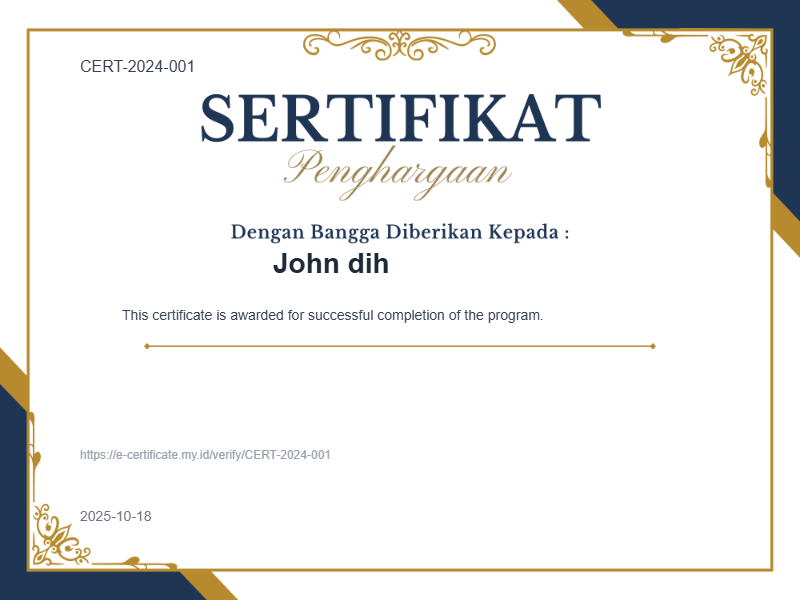 CERT-2024-001
SERTIFIKAT
Penghargaan
Dengan Bangga Diberikan Kepada :
John dih
This certificate is awarded for successful completion of the program.
https://e-certificate.my.id/verify/CERT-2024-001
2025-10-18